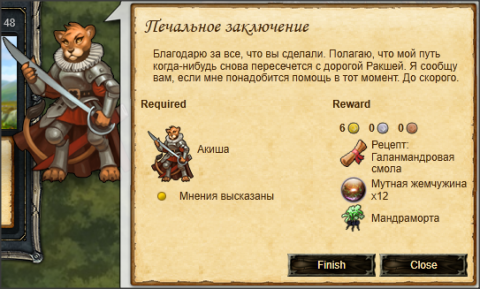 48
Печальное заключение
Благодарю за все, что вы сделали. Полагаю, что мой путь
когда-нибудь снова пересечется с дорогой Ракшей. Я сообщу
вам, если мне понадобится помощь в тот момент. До скорого.
Required
Reward
6 0 0
Акиша
Рецепт:
Галанмандровая
смола
Мнения высказаны
Мутная жемчужина
x12
Мандраморта
Finish
Close